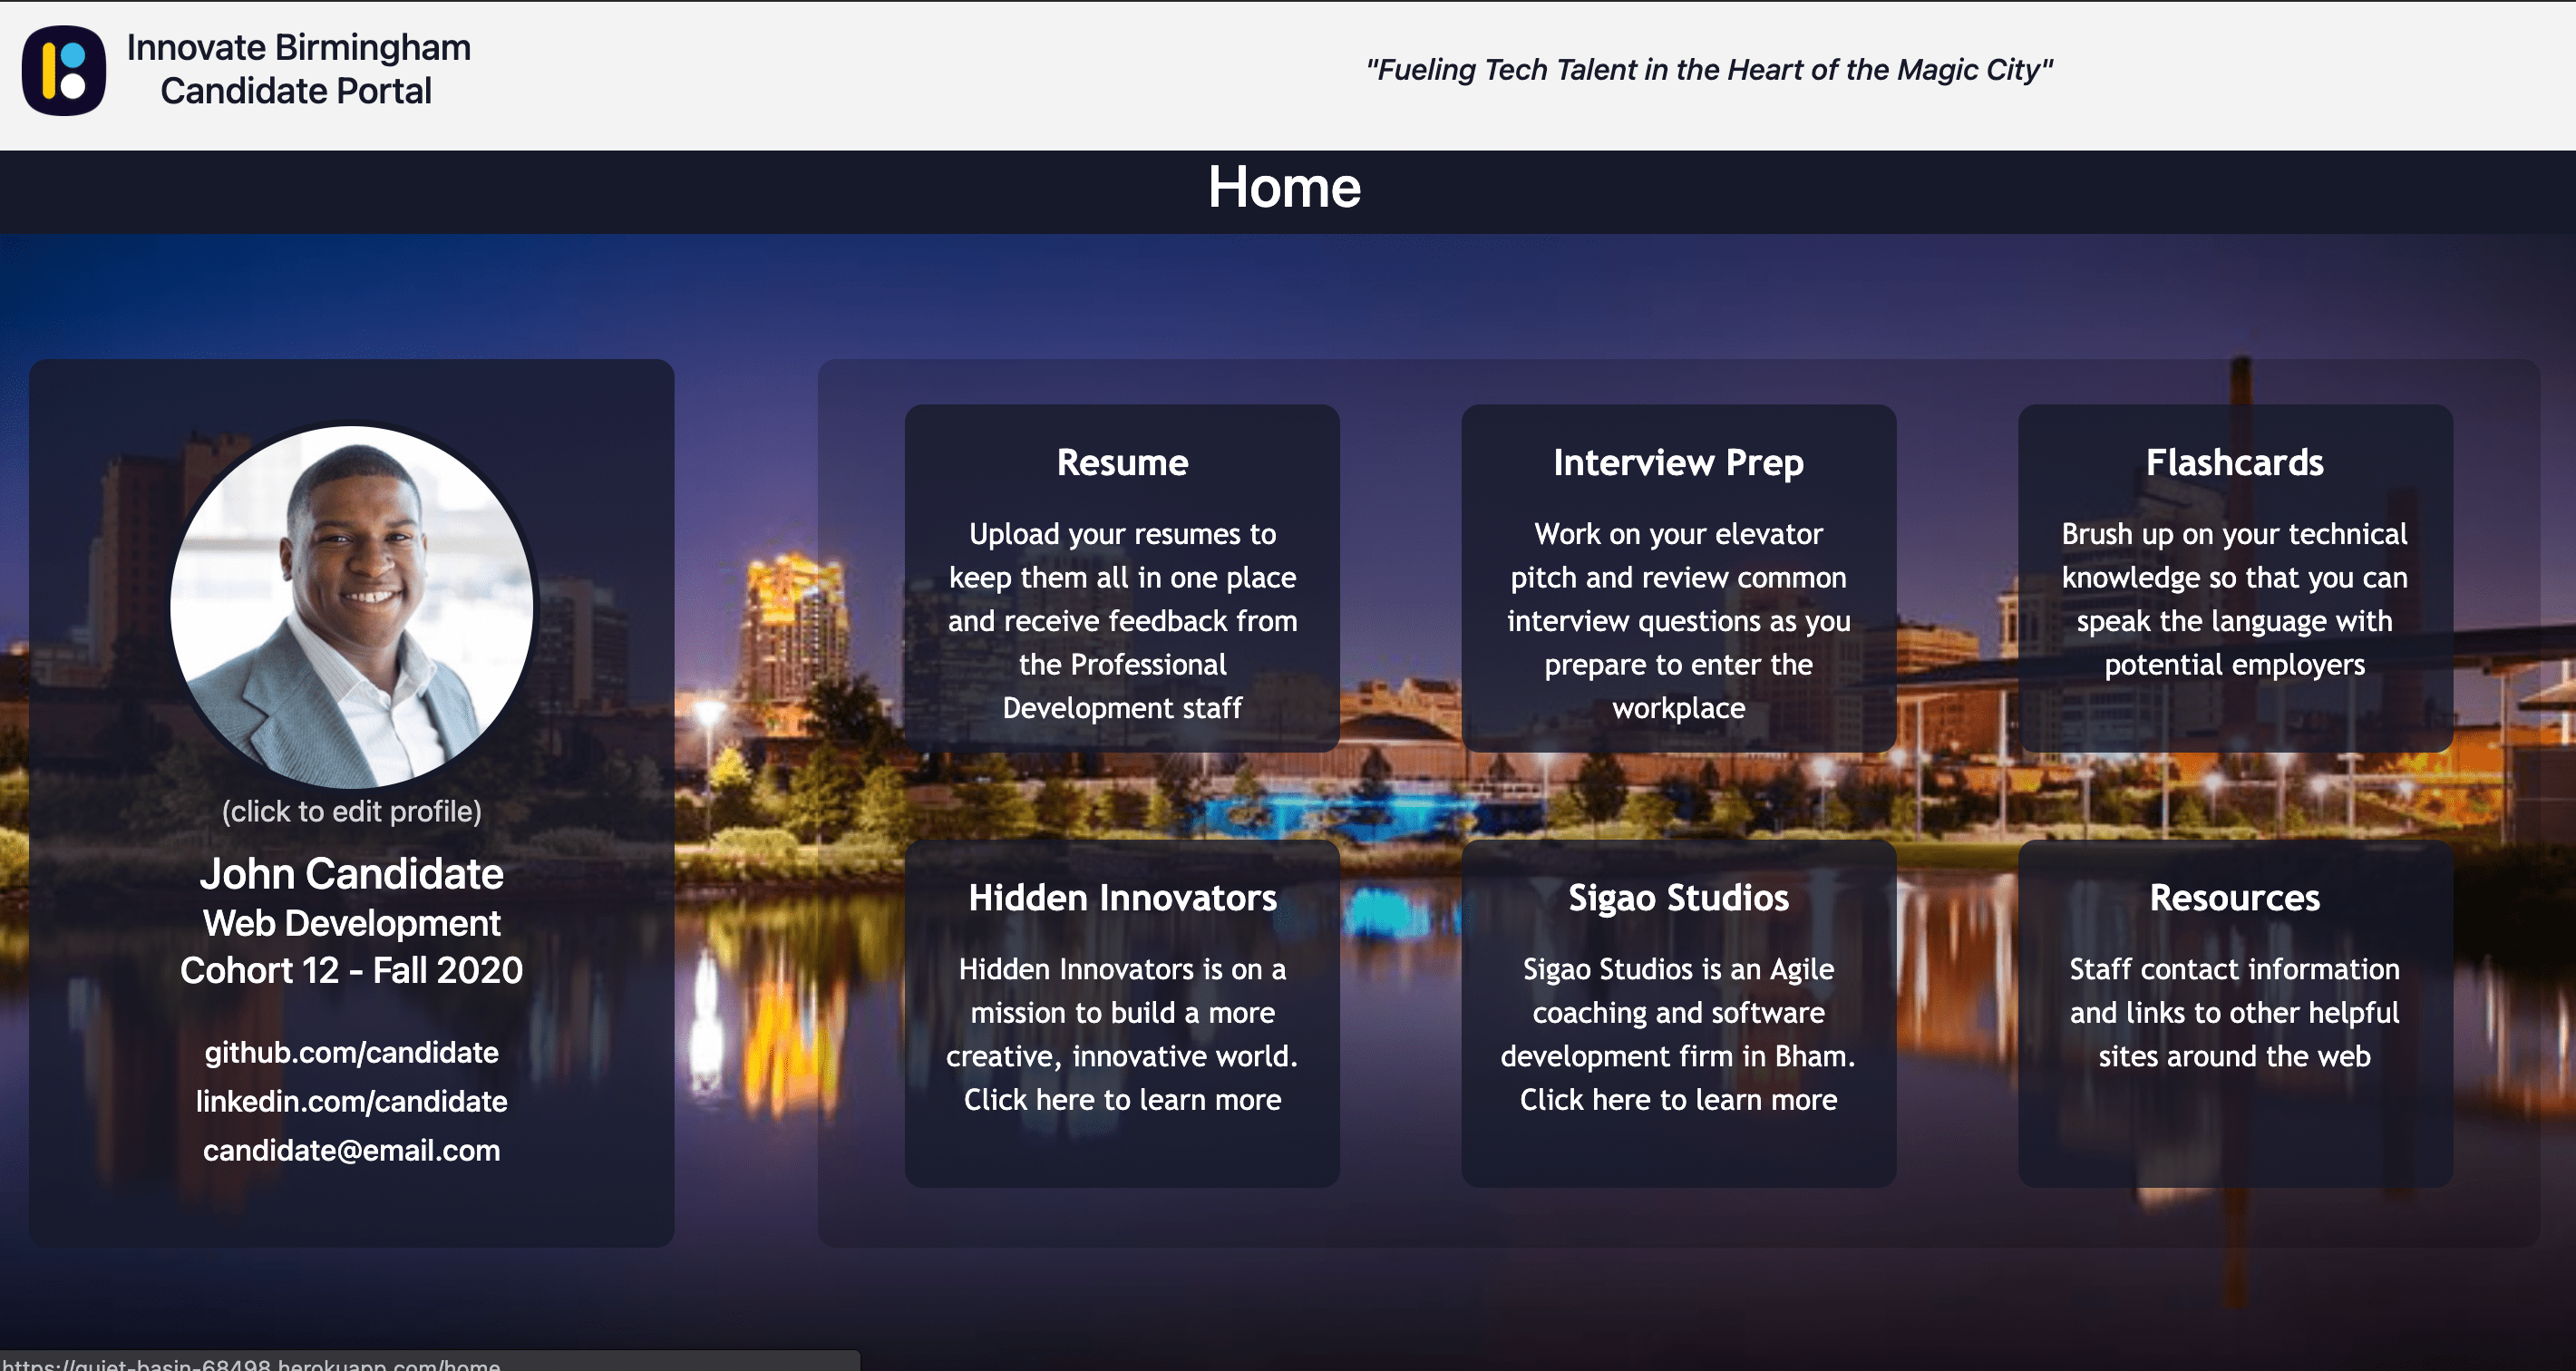 Innovate Birmingham
Candidate Portal
"Fueling Tech Talent in the Heart of the Magic City"
Home
(click to edit profile)
John Candidate
Web Development
Cohort 12 - Fall 2020
github.com/candidate
linkedin.com/candidate
candidate@email.com
Resume
Upload your resumes to
keep them all in one place
and receive feedback from
the Professional
Development staff
Interview Prep
Work on your elevator
pitch and review common
interview questions as you
prepare to enter the
workplace
Flashcards
Brush up on your technical
knowledge so that you can
speak the language with
potential employers
Hidden Innovators
Hidden Innovators is on a
mission to build a more
creative, innovative world.
Click here to learn more
Sigao Studios
Sigao Studios is an Agile
coaching and software
development firm in Bham.
Click here to learn more
Resources
Staff contact information
and links to other helpful
sites around the web
https://quiet-basin-68498.herokuapp.com/home